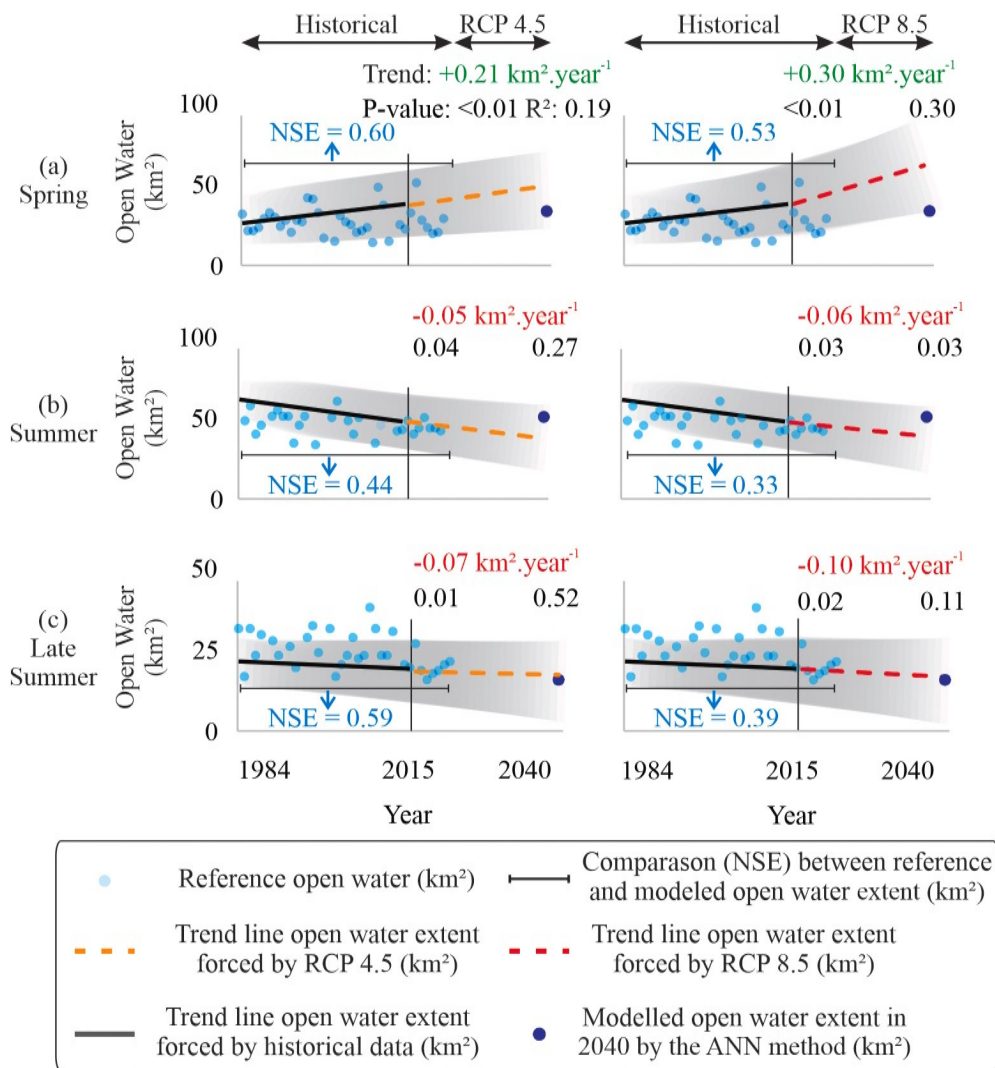 Historical RCP 4.5 Historical RCP 8.5
Trend: +0.21 km².year⁻¹ +0.30 km².year⁻¹
P-value: <0.01 R²: 0.19 <0.01 0.30
(a)
Spring
Open Water
(km²)
100
50
0
NSE = 0.60
NSE = 0.53
-0.05 km².year⁻¹ -0.06 km².year⁻¹
0.04 0.27 0.03 0.03
(b)
Summer
Open Water
(km²)
100
50
0
NSE = 0.44
NSE = 0.33
-0.07 km².year⁻¹ -0.10 km².year⁻¹
0.01 0.52 0.02 0.11
(c)
Late
Summer
Open Water
(km²)
50
25
0
NSE = 0.59
NSE = 0.39
1984 2015 2040 1984 2015 2040
Year Year
Reference open water (km²)
Comparason (NSE) between reference
and modeled open water extent (km²)
Trend line open water extent
forced by RCP 4.5 (km²)
Trend line open water extent
forced by RCP 8.5 (km²)
Trend line open water extent
forced by historical data (km²)
Modelled open water extent in
2040 by the ANN method (km²)